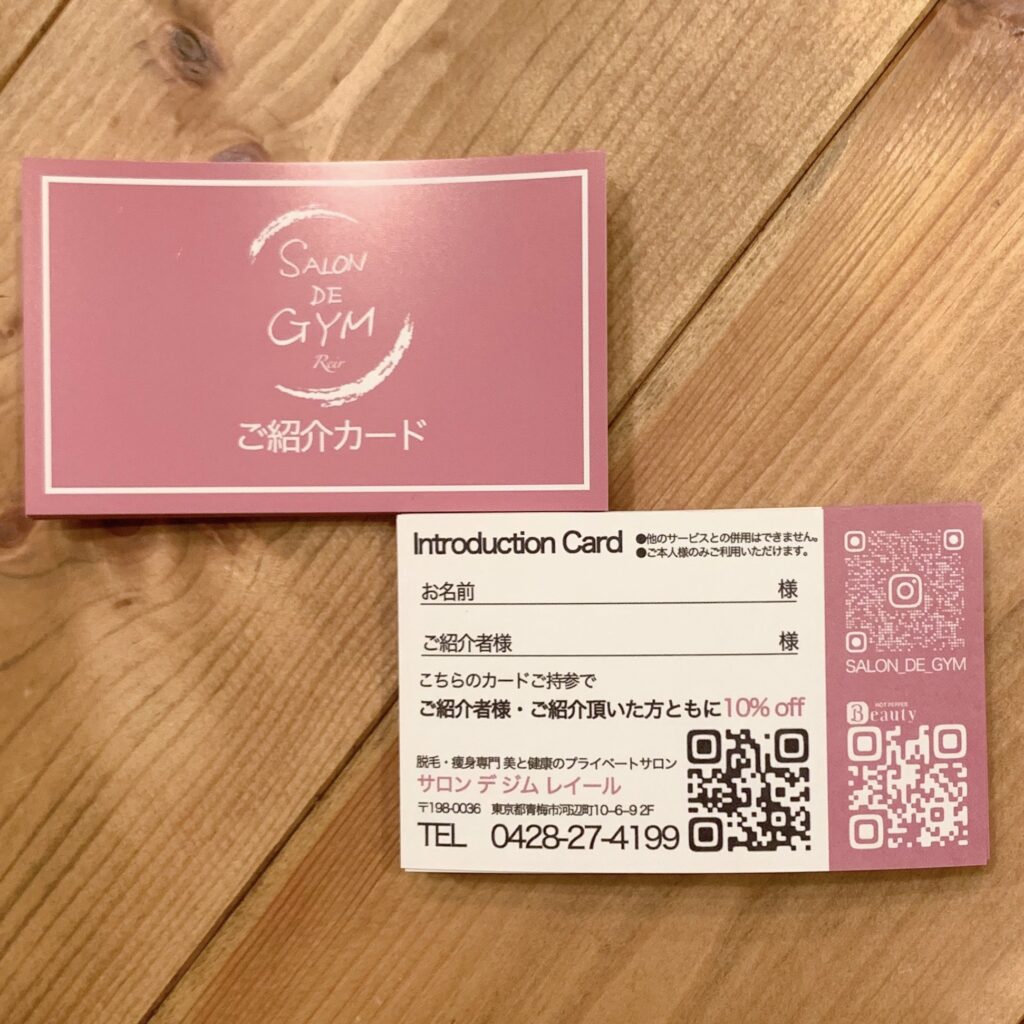 SALON
DE
GYM
Reir
ご紹介カード
Introduction Card
●他のサービスとの併用はできません。
●ご本人様のみご利用いただけます。
お名前 様
ご紹介者様 様
こちらのカードご持参で
ご紹介者様・ご紹介頂いた方ともに10% off
脱毛・痩身専門 美と健康のプライベートサロン
サロン デ ジム レイール
〒198-0036 東京都青梅市河辺町10-6-9 2F
TEL 0428-27-4199
SALON_DE_GYM
HOT PEPPER
Beauty